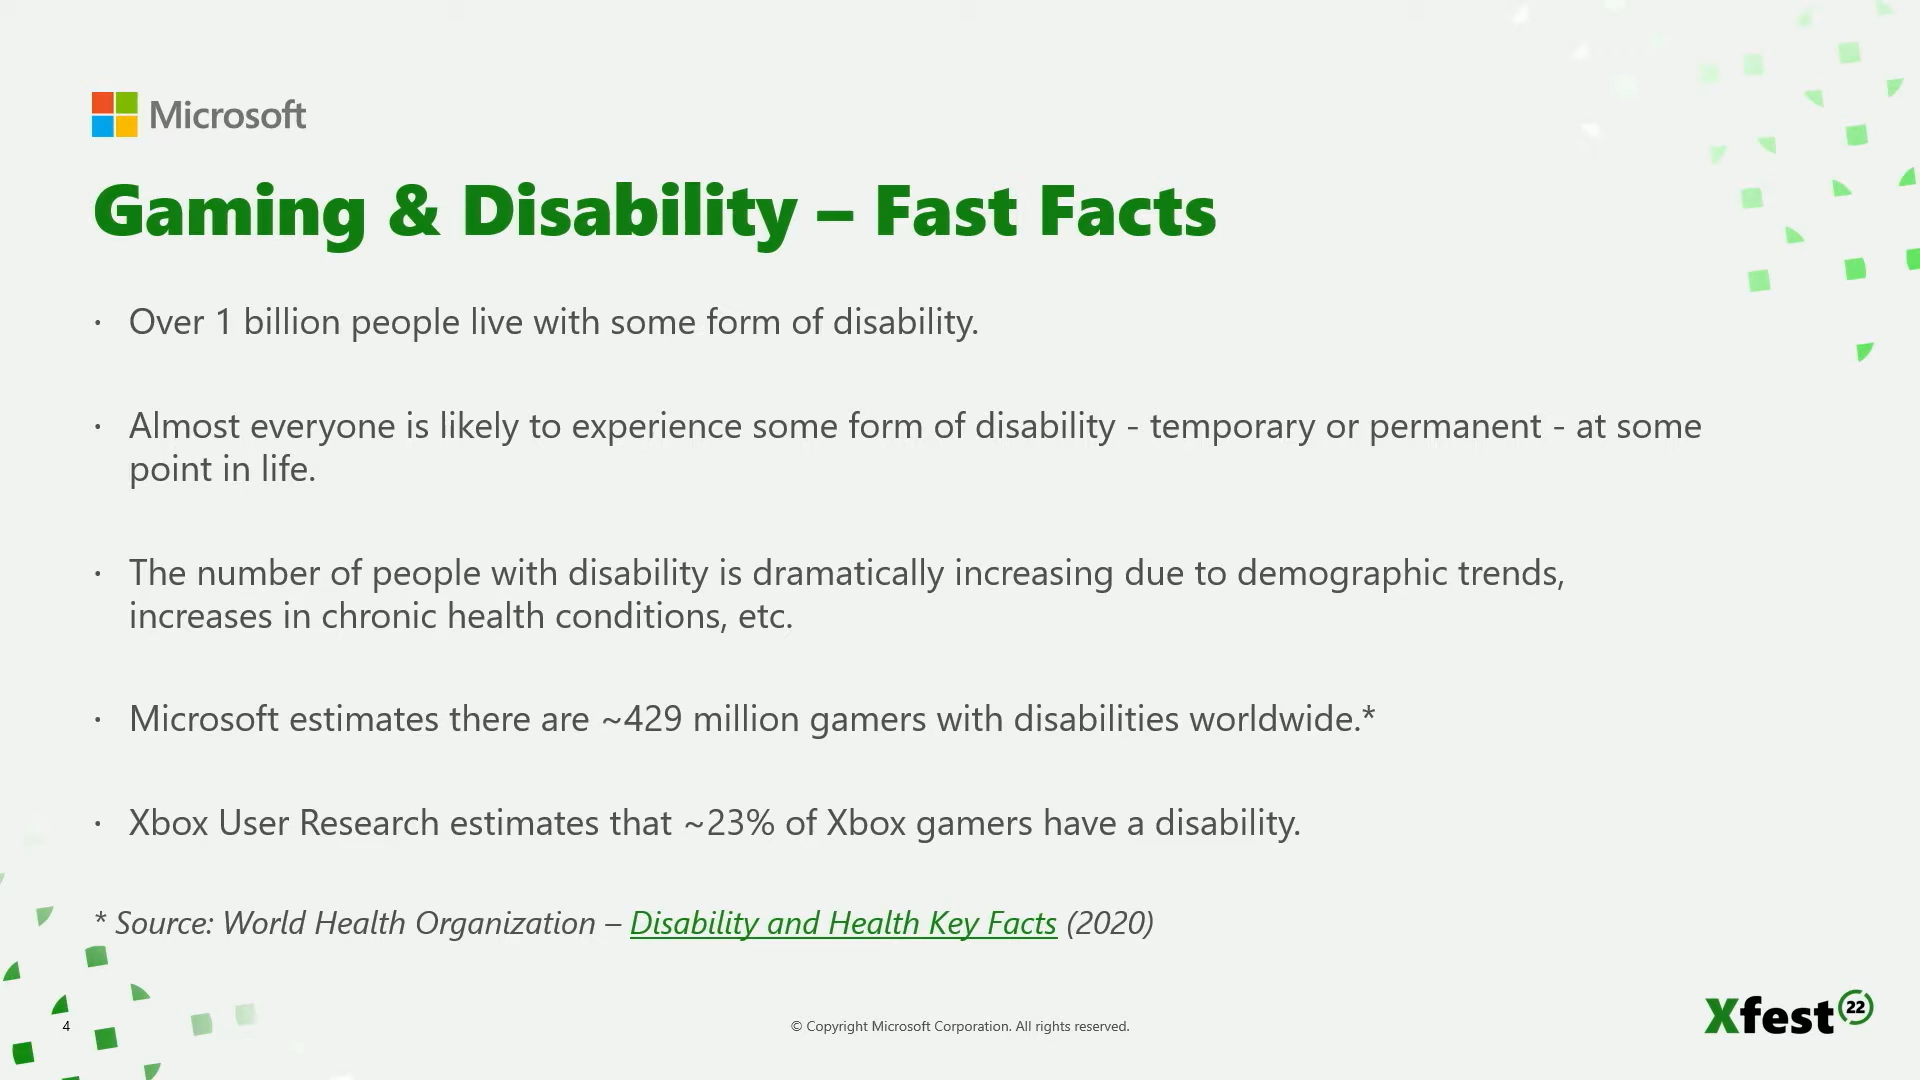 Microsoft
Gaming & Disability – Fast Facts
· Over 1 billion people live with some form of disability.
· Almost everyone is likely to experience some form of disability - temporary or permanent - at some
point in life.
· The number of people with disability is dramatically increasing due to demographic trends,
increases in chronic health conditions, etc.
· Microsoft estimates there are ~429 million gamers with disabilities worldwide.*
· Xbox User Research estimates that ~23% of Xbox gamers have a disability.
* Source: World Health Organization – Disability and Health Key Facts (2020)
4
© Copyright Microsoft Corporation. All rights reserved.
Xfest 22